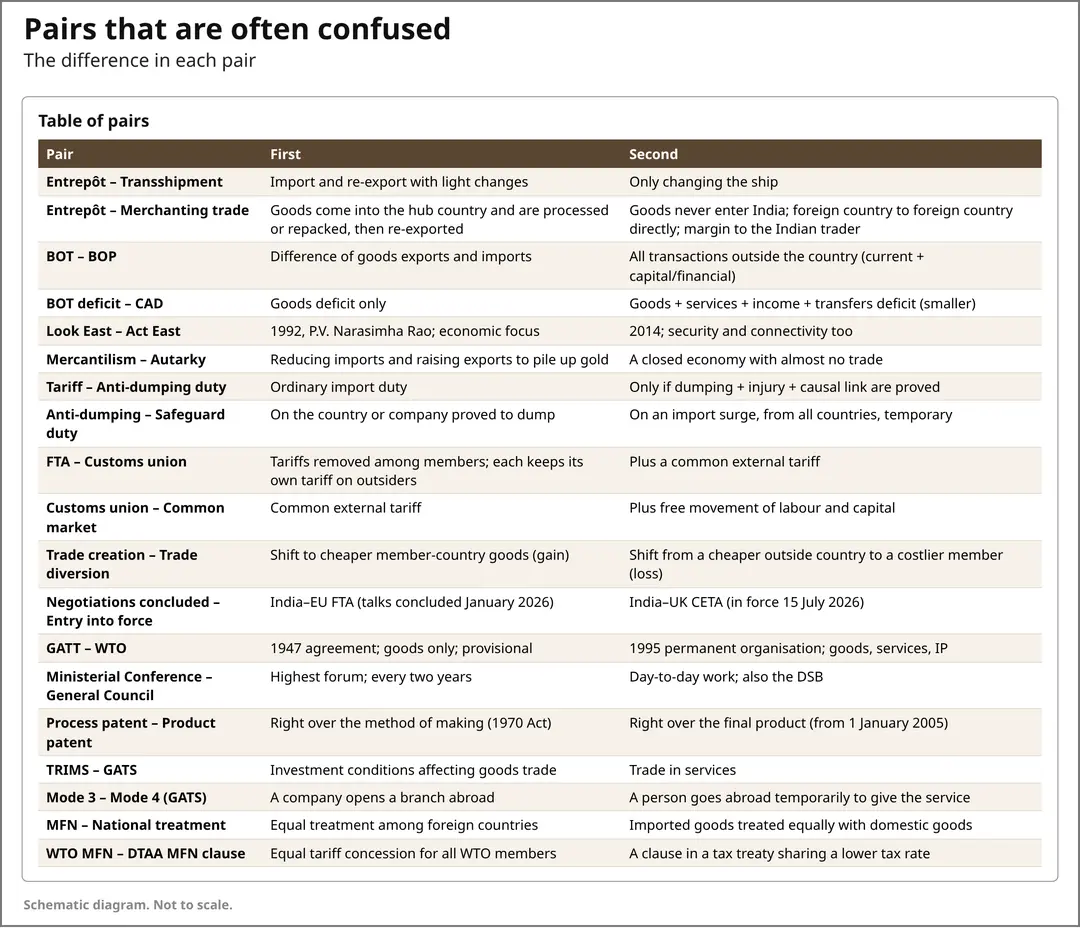 Pairs that are often confused
The difference in each pair
Table of pairs
Pair First Second
Entrepôt – Transshipment Import and re-export with light changes Only changing the ship
Entrepôt – Merchanting trade Goods come into the hub country and are processed Goods never enter India; foreign country to foreign country
or repacked, then re-exported directly; margin to the Indian trader
BOT – BOP Difference of goods exports and imports All transactions outside the country (current +
capital/financial)
BOT deficit – CAD Goods deficit only Goods + services + income + transfers deficit (smaller)
Look East – Act East 1992, P.V. Narasimha Rao; economic focus 2014; security and connectivity too
Mercantilism – Autarky Reducing imports and raising exports to pile up gold A closed economy with almost no trade
Tariff – Anti-dumping duty Ordinary import duty Only if dumping + injury + causal link are proved
Anti-dumping – Safeguard On the country or company proved to dump On an import surge, from all countries, temporary
duty
FTA – Customs union Tariffs removed among members; each keeps its Plus a common external tariff
own tariff on outsiders
Customs union – Common Common external tariff Plus free movement of labour and capital
market
Trade creation – Trade Shift to cheaper member-country goods (gain) Shift from a cheaper outside country to a costlier member
diversion (loss)
Negotiations concluded – India–EU FTA (talks concluded January 2026) India–UK CETA (in force 15 July 2026)
Entry into force
GATT – WTO 1947 agreement; goods only; provisional 1995 permanent organisation; goods, services, IP
Ministerial Conference – Highest forum; every two years Day-to-day work; also the DSB
General Council
Process patent – Product Right over the method of making (1970 Act) Right over the final product (from 1 January 2005)
patent
TRIMS – GATS Investment conditions affecting goods trade Trade in services
Mode 3 – Mode 4 (GATS) A company opens a branch abroad A person goes abroad temporarily to give the service
MFN – National treatment Equal treatment among foreign countries Imported goods treated equally with domestic goods
WTO MFN – DTAA MFN clause Equal tariff concession for all WTO members A clause in a tax treaty sharing a lower tax rate
Schematic diagram. Not to scale.